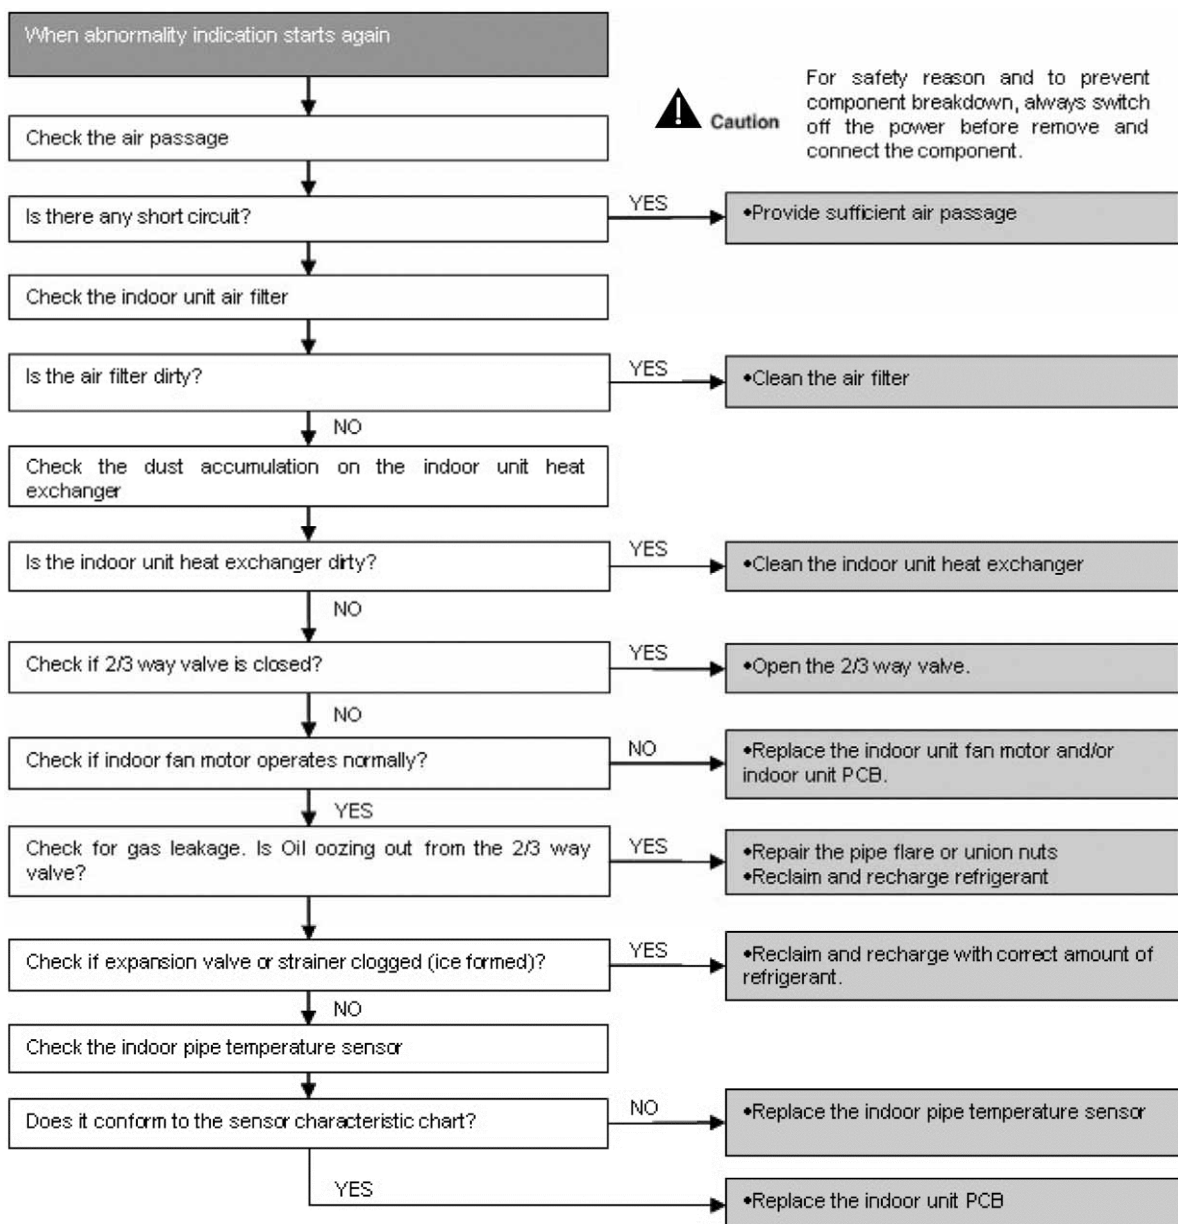 When abnormality indication starts again
For safety reason and to prevent
component breakdown, always switch
off the power before remove and
connect the component.
Caution
Check the air passage
Is there any short circuit?
YES
•Provide sufficient air passage
Check the indoor unit air filter
Is the air filter dirty?
YES
•Clean the air filter
NO
Check the dust accumulation on the indoor unit heat
exchanger
Is the indoor unit heat exchanger dirty?
YES
•Clean the indoor unit heat exchanger
NO
Check if 2/3 way valve is closed?
YES
•Open the 2/3 way valve.
NO
Check if indoor fan motor operates normally?
NO
•Replace the indoor unit fan motor and/or
indoor unit PCB.
YES
Check for gas leakage. Is Oil oozing out from the 2/3 way
valve?
YES
•Repair the pipe flare or union nuts
•Reclaim and recharge refrigerant
Check if expansion valve or strainer clogged (ice formed)?
YES
•Reclaim and recharge with correct amount of
refrigerant.
NO
Check the indoor pipe temperature sensor
Does it conform to the sensor characteristic chart?
NO
•Replace the indoor pipe temperature sensor
YES
•Replace the indoor unit PCB